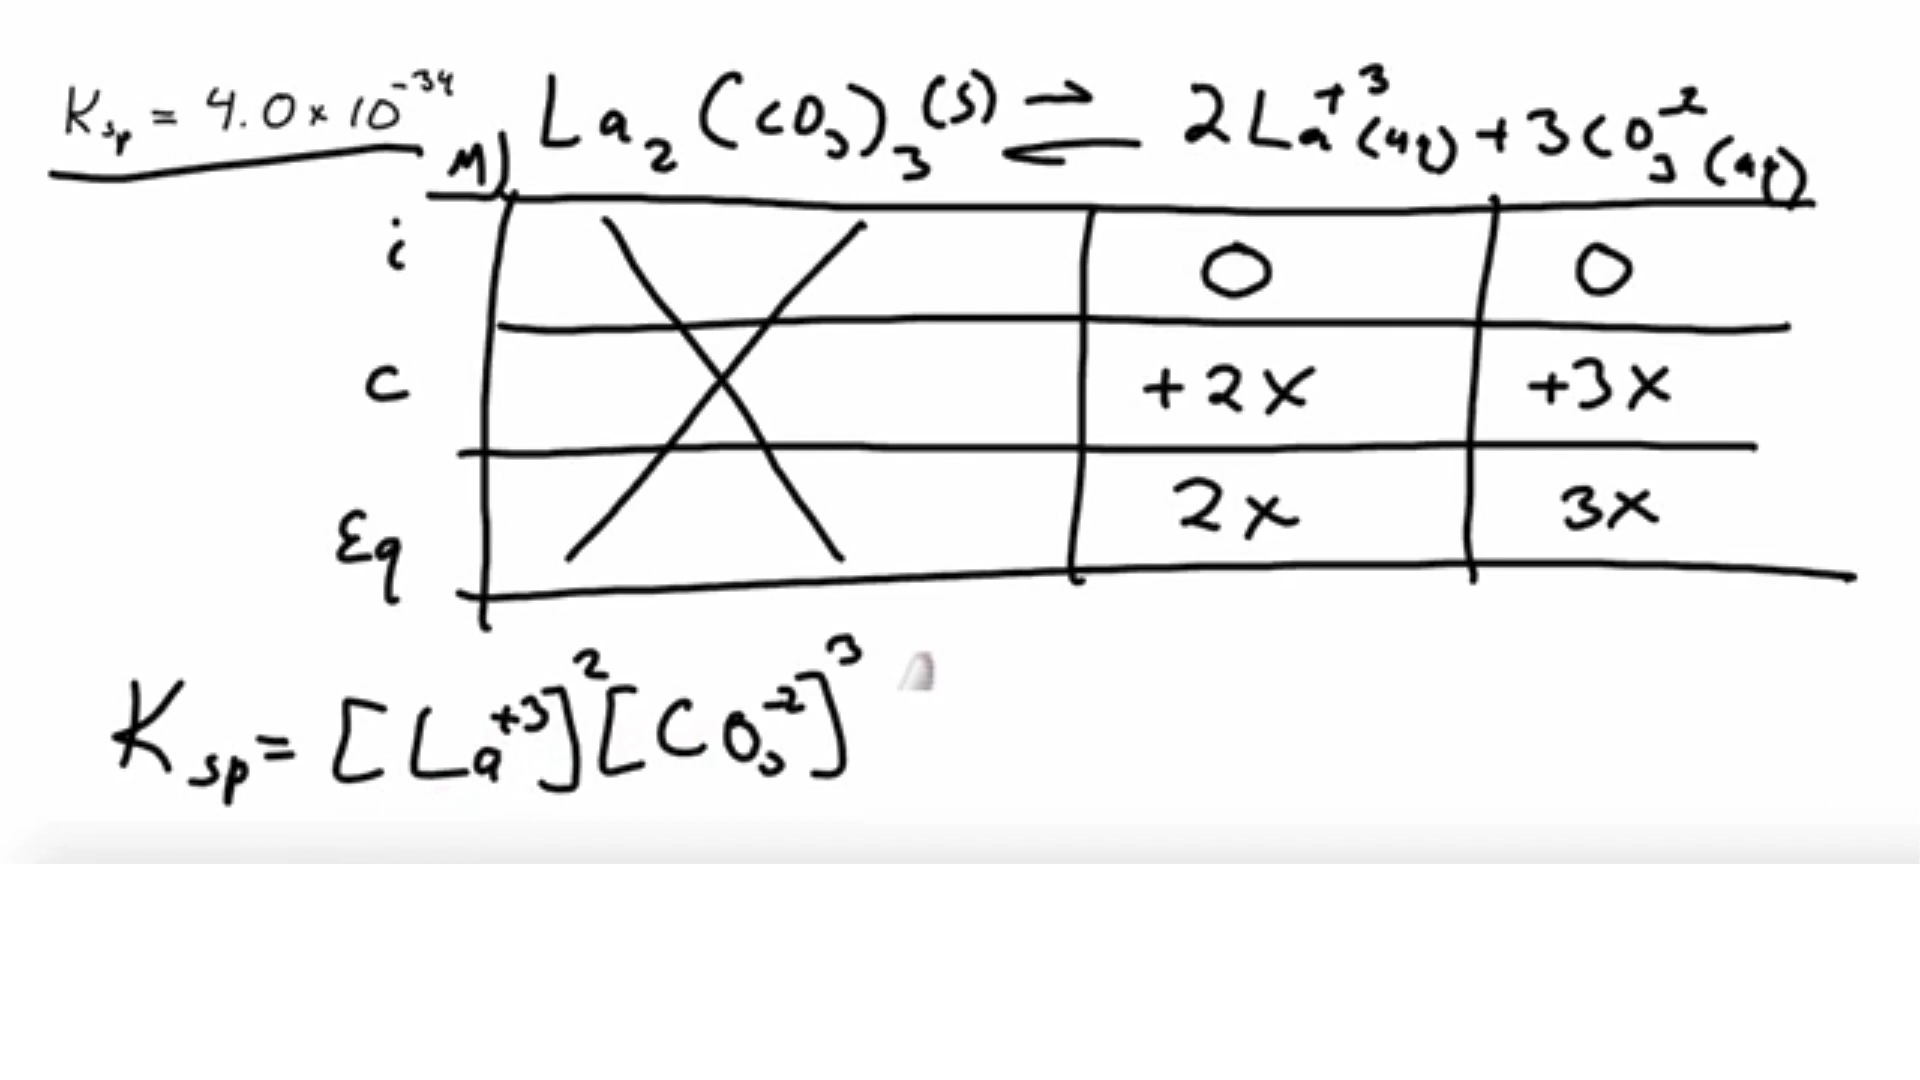 Ksp = 4.0 x 10^-34
M) La₂(CO₃)₃(s) ⇌ 2La⁺³(aq) + 3CO₃⁻²(aq)
i 0 0
C +2x +3x
Eq 2x 3x
Ksp = [La⁺³]²[CO₃⁻²]³